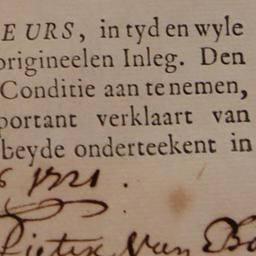 EURS, in tyd en wyle
origineelen Inleg. Den
Conditie aan te nemen,
portant verklaart van
beyde onderteekent in
1721.
Pieter Van